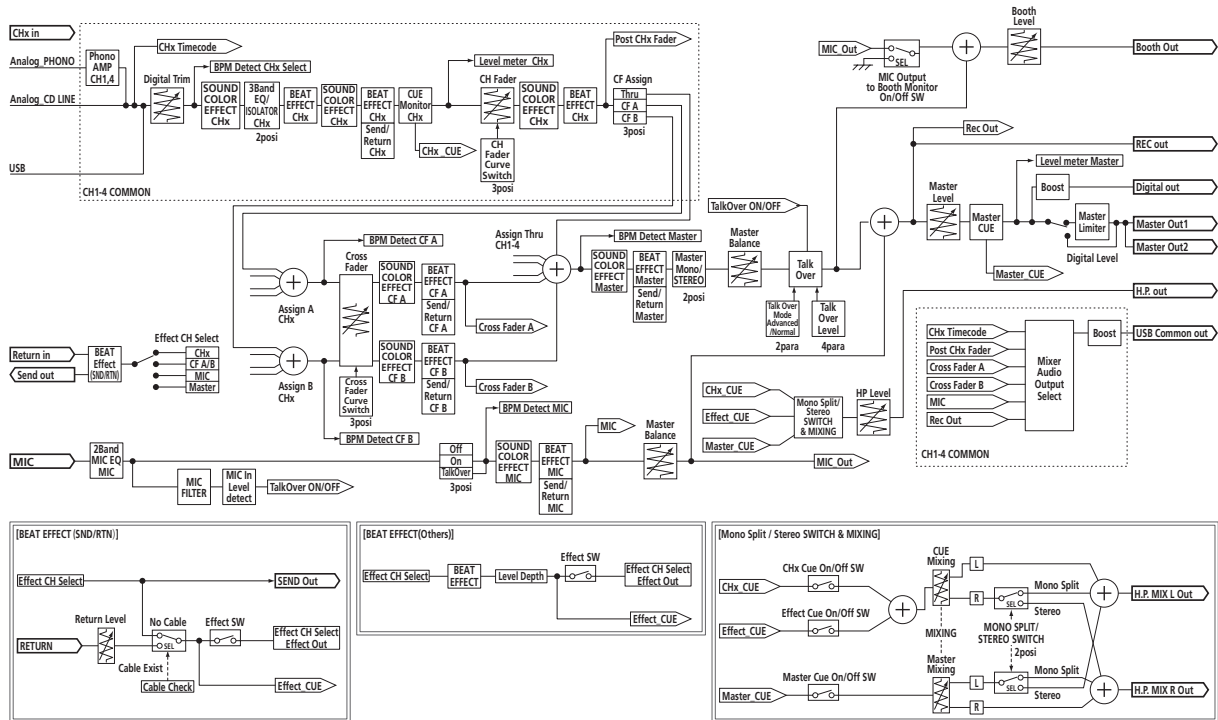 CHx in
Analog_PHONO
Phono
AMP
CH1,4
CHx Timecode
Analog_CD LINE
Digital Trim
BPM Detect CHx Select
SOUND
COLOR
EFFECT
CHx
3Band
EQ/
ISOLATOR
CHx
2posi
BEAT
EFFECT
CHx
SOUND
COLOR
EFFECT
CHx
BEAT
EFFECT
CHx
Send/
Return
CHx
CUE
Monitor
CHx
CHx_CUE
Level meter CHx
CH Fader
CH
Fader
Curve
Switch
3posi
SOUND
COLOR
EFFECT
CHx
BEAT
EFFECT
CHx
Post CHx Fader
CF Assign
Thru
CF A
CF B
3posi
USB
CH1-4 COMMON
MIC_Out
SEL
MIC Output
to Booth Monitor
On/Off SW
Booth
Level
Booth Out
Rec Out
REC out
Level meter Master
Master
Level
Master
CUE
Boost
Digital out
Master
Limiter
Master Out1
Master Out2
Digital Level
Master_CUE
H.P. out
TalkOver ON/OFF
BPM Detect CF A
Assign Thru
CH1-4
BPM Detect Master
Cross
Fader
SOUND
COLOR
EFFECT
CF A
BEAT
EFFECT
CF A
Send/
Return
CF A
Assign A
CHx
Cross Fader A
SOUND
COLOR
EFFECT
Master
BEAT
EFFECT
Master
Send/
Return
Master
Master
Mono/
STEREO
2posi
Master
Balance
Talk
Over
Talk Over
Mode
Advanced
/Normal
2para
Talk
Over
Level
4para
Return in
Send out
BEAT
Effect
(SND/RTN)
Effect CH Select
CHx
CF A/B
MIC
Master
Assign B
CHx
Cross
Fader
Curve
Switch
3posi
SOUND
COLOR
EFFECT
CF B
BEAT
EFFECT
CF B
Send/
Return
CF B
Cross Fader B
BPM Detect CF B
BPM Detect MIC
CHx_CUE
Effect_CUE
Master_CUE
Mono Split/
Stereo
SWITCH
& MIXING
HP Level
CHx Timecode
Post CHx Fader
Cross Fader A
Cross Fader B
MIC
Rec Out
Mixer
Audio
Output
Select
Boost
USB Common out
CH1-4 COMMON
MIC
2Band
MIC EQ
MIC
MIC
FILTER
MIC In
Level
detect
TalkOver ON/OFF
Off
On
TalkOver
3posi
SOUND
COLOR
EFFECT
MIC
BEAT
EFFECT
MIC
Send/
Return
MIC
MIC
Master
Balance
MIC_Out
[BEAT EFFECT (SND/RTN)]
Effect CH Select
SEND Out
Return Level
No Cable
Effect SW
RETURN
SEL
Effect CH Select
Effect Out
Cable Exist
Cable Check
Effect_CUE
[BEAT EFFECT(Others)]
Effect CH Select
BEAT
EFFECT
Level Depth
Effect SW
Effect CH Select
Effect Out
Effect_CUE
[Mono Split / Stereo SWITCH & MIXING]
CHx_CUE
CHx Cue On/Off SW
Effect_CUE
Effect Cue On/Off SW
Master_CUE
Master Cue On/Off SW
CUE
Mixing
MIXING
Master
Mixing
L
R
SEL
Mono Split
Stereo
MONO SPLIT/
STEREO SWITCH
2posi
L
R
SEL
Mono Split
Stereo
H.P. MIX L Out
H.P. MIX R Out